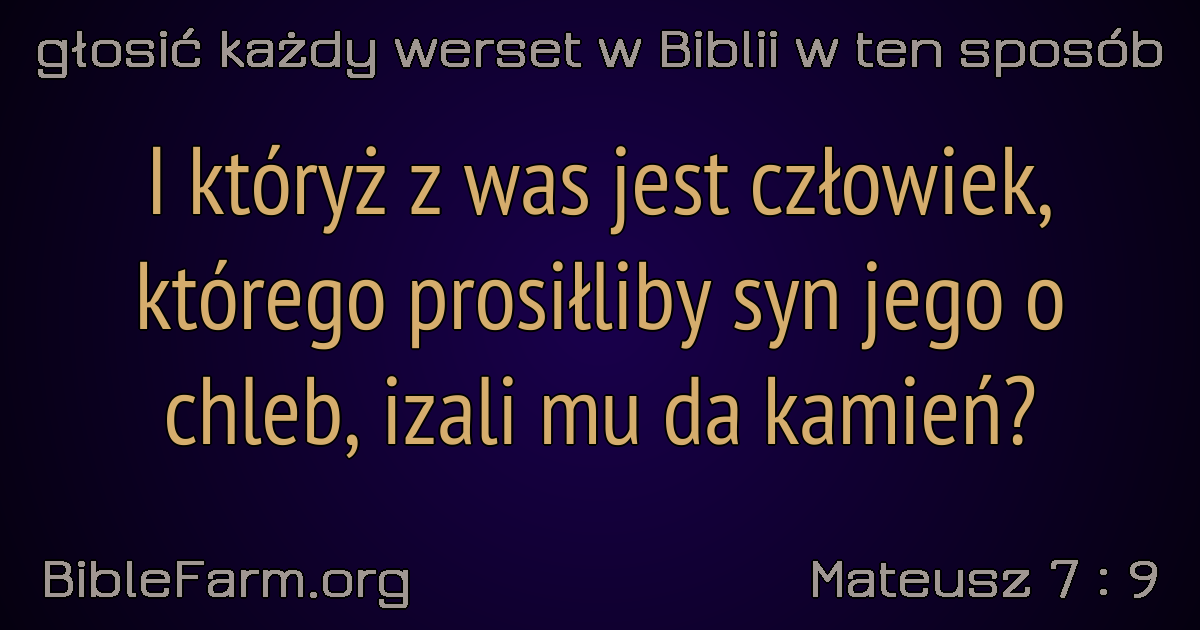 głosić każdy werset w Biblii w ten sposób
I któryż z was jest człowiek,
którego prosiłliby syn jego o
chleb, izali mu da kamień?
BibleFarm.org
Mateusz 7 : 9